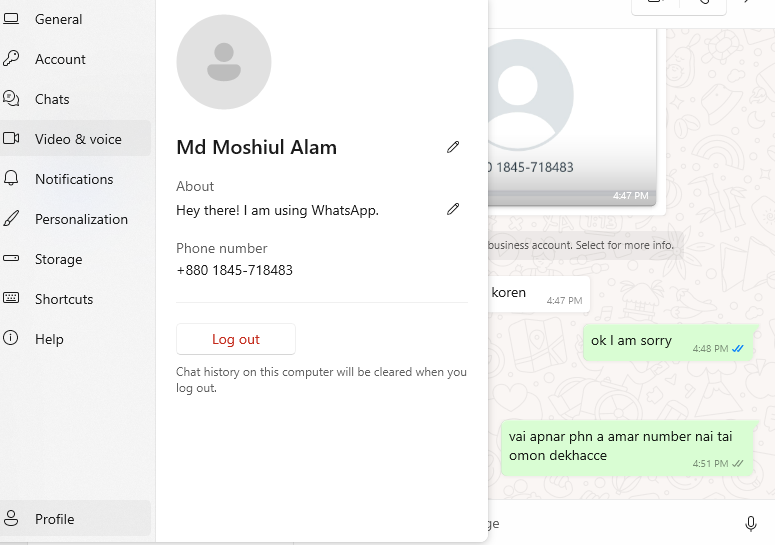 General
Account
Chats
Video & voice
Notifications
Personalization
Storage
Shortcuts
Help
Profile
Md Moshiul Alam
About
Hey there! I am using WhatsApp.
Phone number
+880 1845-718483
Log out
Chat history on this computer will be cleared when you
log out.
0 1845-718483
4:47 PM
business account. Select for more info.
koren
4:47 PM
ok I am sorry
4:48 PM
vai apnar phn a amar number nai tai
omon dekhacce
4:51 PM
ge